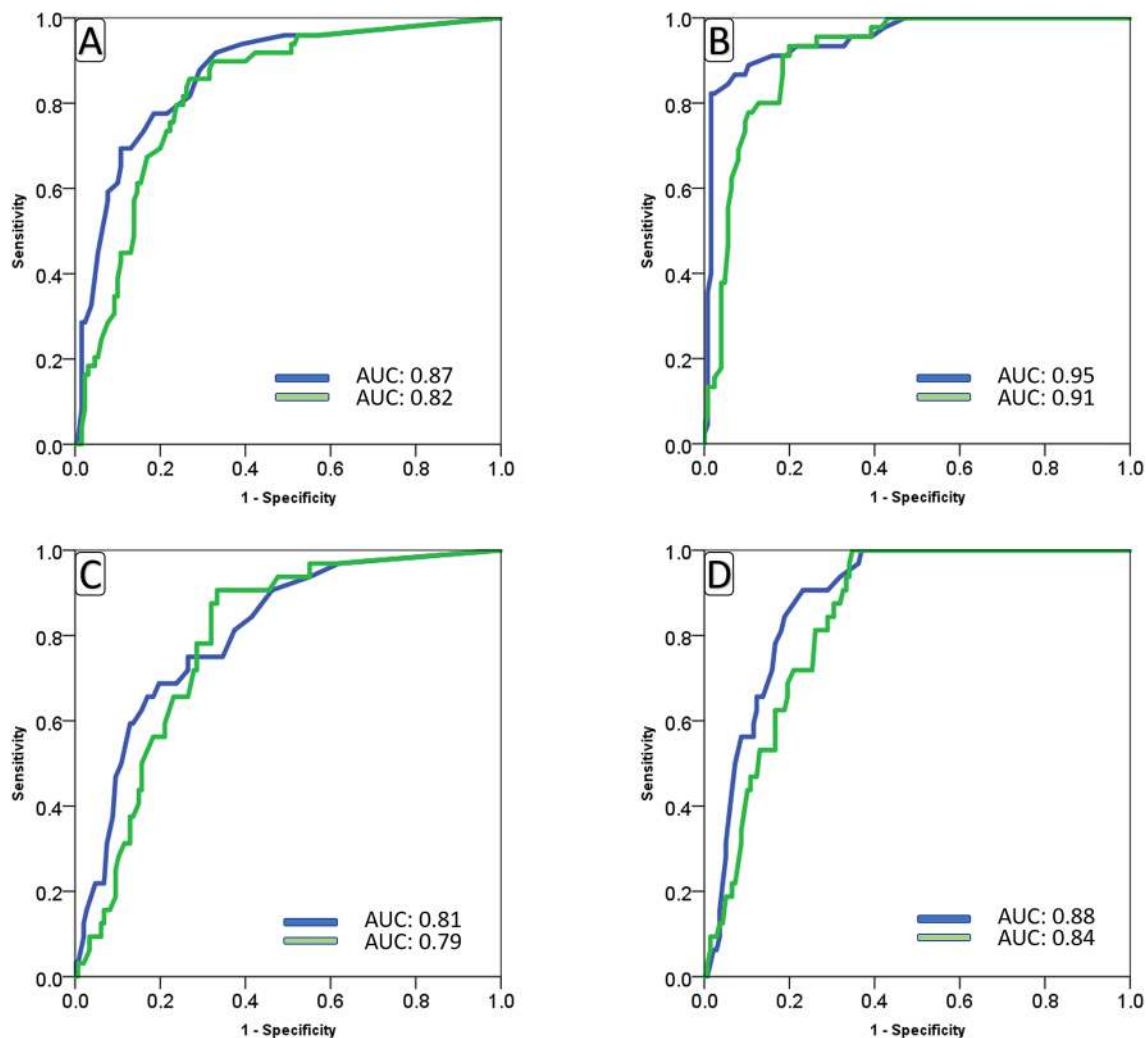 A
1.0
0.8
0.6
0.4
0.2
0.0
Sensitivity
AUC: 0.87
AUC: 0.82
0.0 0.2 0.4 0.6 0.8 1.0
1 - Specificity
B
1.0
0.8
0.6
0.4
0.2
0.0
Sensitivity
AUC: 0.95
AUC: 0.91
0.0 0.2 0.4 0.6 0.8 1.0
1 - Specificity
C
1.0
0.8
0.6
0.4
0.2
0.0
Sensitivity
AUC: 0.81
AUC: 0.79
0.0 0.2 0.4 0.6 0.8 1.0
1 - Specificity
D
1.0
0.8
0.6
0.4
0.2
0.0
Sensitivity
AUC: 0.88
AUC: 0.84
0.0 0.2 0.4 0.6 0.8 1.0
1 - Specificity